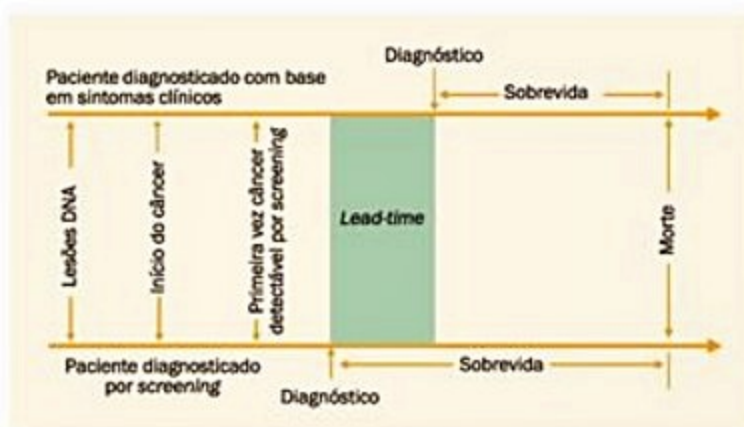 Diagnóstico
Paciente diagnosticado com base
em sintomas clínicos
Sobrevida
Lesões DNA
Início do câncer
Primeira vez câncer
detectável por screening
Lead-time
Morte
Paciente diagnosticado
por screening
Sobrevida
Diagnóstico